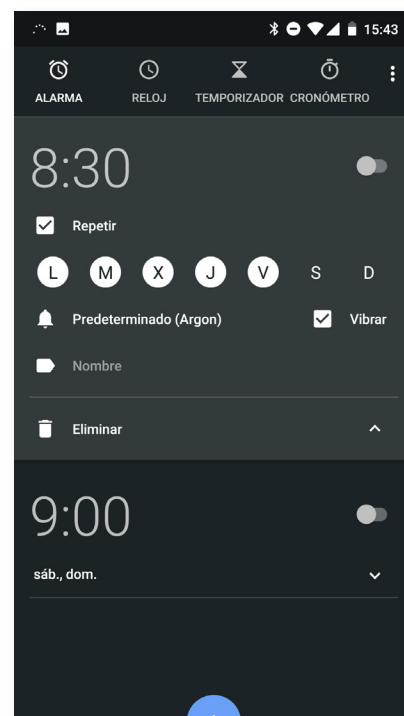 15:43
ALARMA RELOJ TEMPORIZADOR CRONÓMETRO
8:30
Repetir
L M X J V S D
Predeterminado (Argon) Vibrar
Nombre
Eliminar
9:00
sáb., dom.